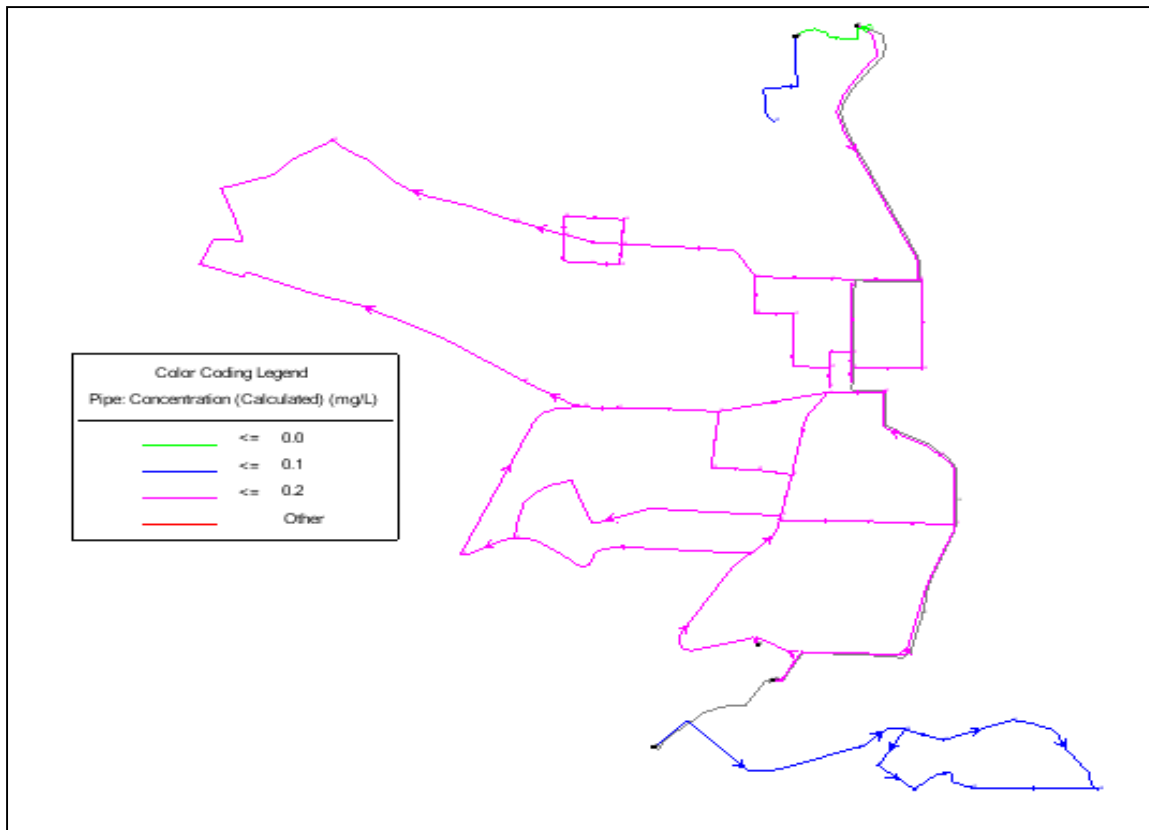 Color Coding Legend
Pipe: Concentration (Calculated) (mg/L)
<= 0.0
<= 0.1
<= 0.2
Other